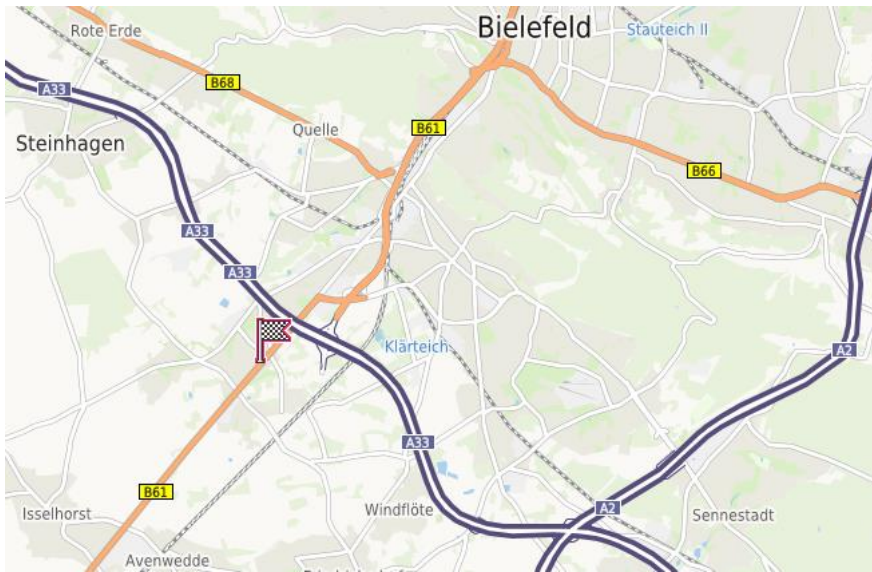 Rote Erde
Bielefeld
Stauteich II
B68
A33
Quelle
B61
Steinhagen
B66
A33
A33
Klärteich
A2
A33
B61
Isselhorst
Windflöte
A2
Sennestadt
Avenwedde